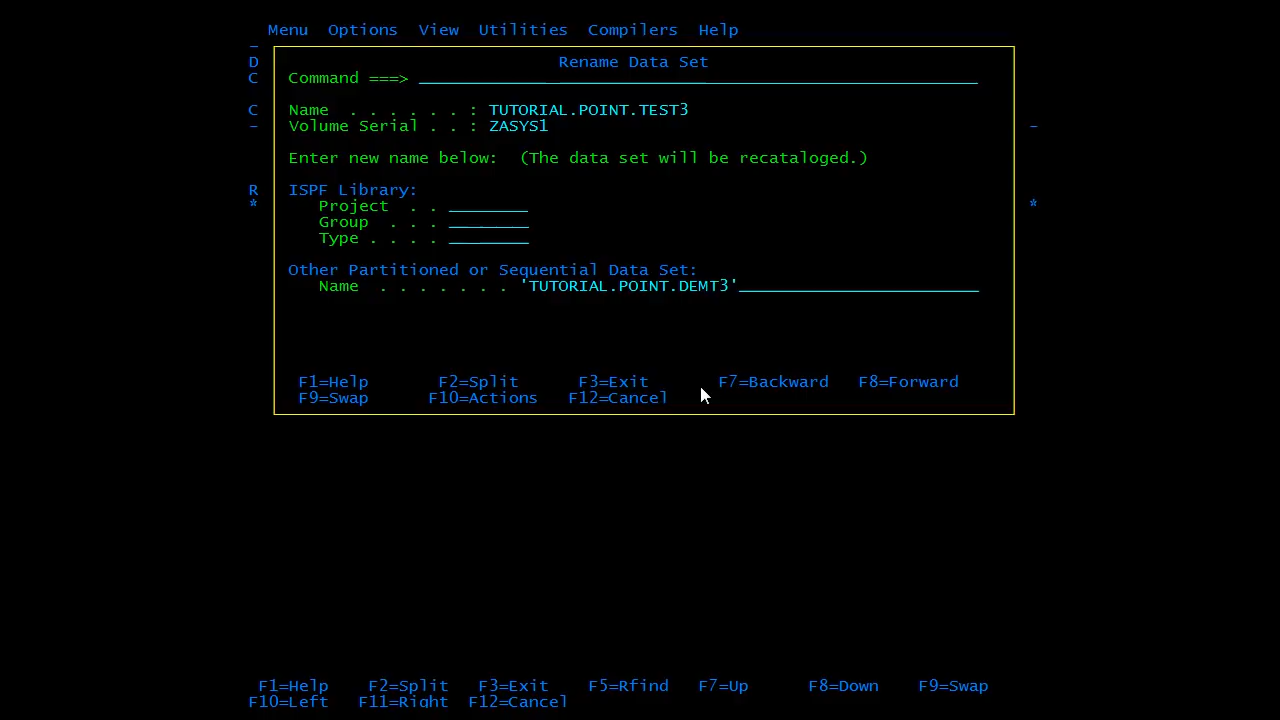 Menu  Options  View  Utilities  Compilers  Help
–
D Rename Data Set
C Command ===>
C Name  . . . . . . : TUTORIAL.POINT.TEST3
– Volume Serial . . : ZASYS1 –
Enter new name below:  (The data set will be recataloged.)
R ISPF Library:
* Project  . . *
Group  . . .
Type . . . .
Other Partitioned or Sequential Data Set:
Name  . . . . . . . 'TUTORIAL.POINT.DEMT3'
F1=Help  F2=Split  F3=Exit  F7=Backward  F8=Forward
F9=Swap  F10=Actions  F12=Cancel
F1=Help  F2=Split  F3=Exit  F5=Rfind  F7=Up  F8=Down  F9=Swap
F10=Left  F11=Right  F12=Cancel